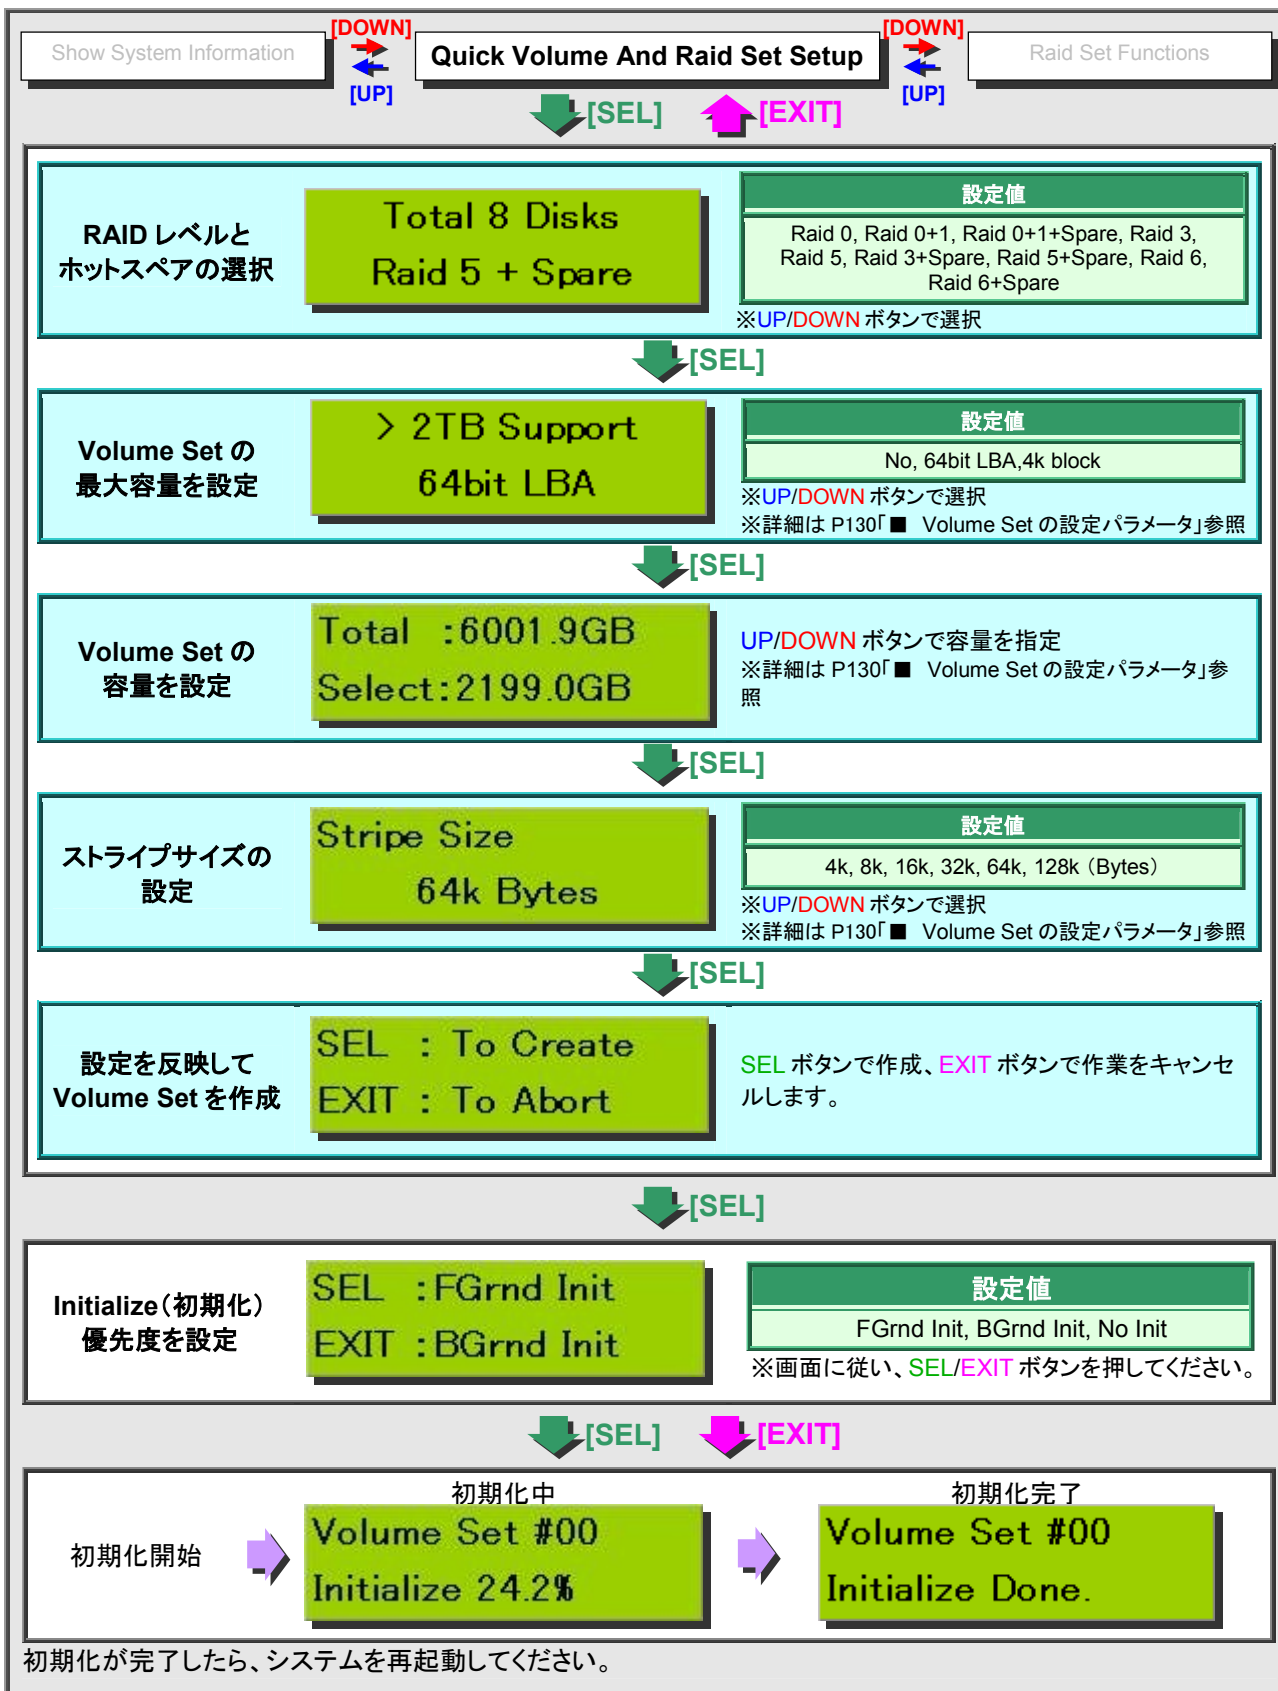 [DOWN]
[DOWN]
Show System Information
Quick Volume And Raid Set Setup
Raid Set Functions
[UP]
[UP]
[SEL]
[EXIT]
RAID レベルと
ホットスペアの選択
Total 8 Disks
Raid 5 + Spare
設定値
Raid 0, Raid 0+1, Raid 0+1+Spare, Raid 3,
Raid 5, Raid 3+Spare, Raid 5+Spare, Raid 6,
Raid 6+Spare
※UP/DOWN ボタンで選択
[SEL]
Volume Set の
最大容量を設定
> 2TB Support
64bit LBA
設定値
No, 64bit LBA,4k block
※UP/DOWN ボタンで選択
※詳細は P130「■ Volume Set の設定パラメータ」参照
[SEL]
Volume Set の
容量を設定
Total :6001.9GB
Select:2199.0GB
UP/DOWN ボタンで容量を指定
※詳細は P130「■ Volume Set の設定パラメータ」参
照
[SEL]
ストライプサイズの
設定
Stripe Size
64k Bytes
設定値
4k, 8k, 16k, 32k, 64k, 128k (Bytes)
※UP/DOWN ボタンで選択
※詳細は P130「■ Volume Set の設定パラメータ」参照
[SEL]
設定を反映して
Volume Set を作成
SEL : To Create
EXIT : To Abort
SEL ボタンで作成、EXIT ボタンで作業をキャンセ
ルします。
[SEL]
Initialize(初期化)
優先度を設定
SEL :FGrnd Init
EXIT :BGrnd Init
設定値
FGrnd Init, BGrnd Init, No Init
※画面に従い、SEL/EXIT ボタンを押してください。
[SEL]
[EXIT]
初期化開始
初期化中
Volume Set #00
Initialize 24.2%
初期化完了
Volume Set #00
Initialize Done.
初期化が完了したら、システムを再起動してください。